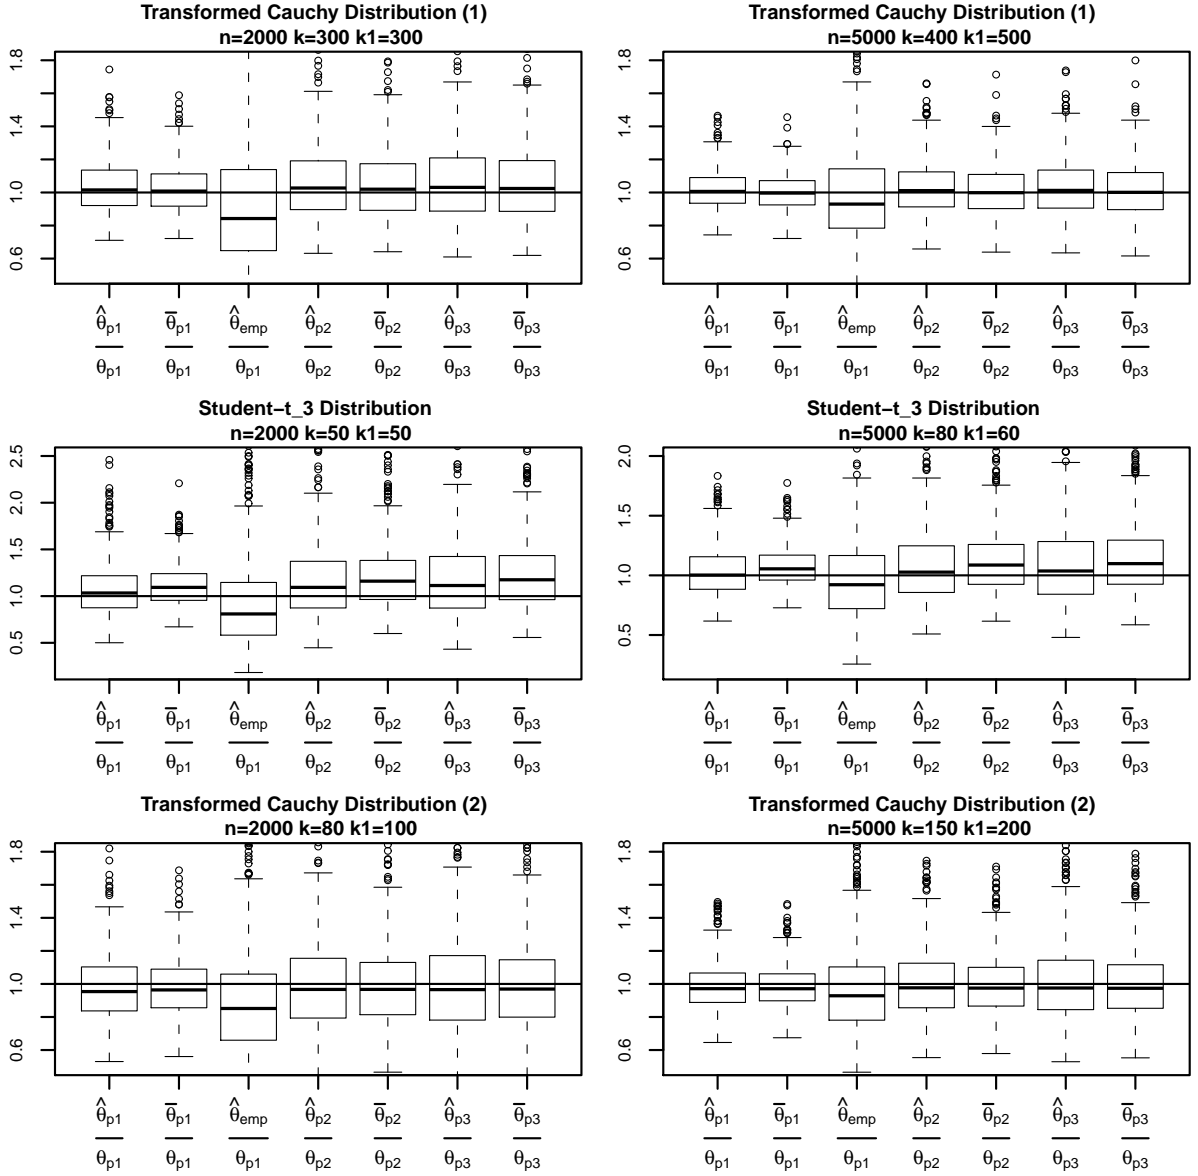 Transformed Cauchy Distribution (1)
n=2000 k=300 k1=300
1.8
1.4
1.0
0.6
θ̂p1 θ̄p1 θ̂emp θ̂p2 θ̄p2 θ̂p3 θ̄p3
θp1 θp1 θp1 θp2 θp2 θp3 θp3
Transformed Cauchy Distribution (1)
n=5000 k=400 k1=500
1.8
1.4
1.0
0.6
θ̂p1 θ̄p1 θ̂emp θ̂p2 θ̄p2 θ̂p3 θ̄p3
θp1 θp1 θp1 θp2 θp2 θp3 θp3
Student−t_3 Distribution
n=2000 k=50 k1=50
2.5
2.0
1.5
1.0
0.5
θ̂p1 θ̄p1 θ̂emp θ̂p2 θ̄p2 θ̂p3 θ̄p3
θp1 θp1 θp1 θp2 θp2 θp3 θp3
Student−t_3 Distribution
n=5000 k=80 k1=60
2.0
1.5
1.0
0.5
θ̂p1 θ̄p1 θ̂emp θ̂p2 θ̄p2 θ̂p3 θ̄p3
θp1 θp1 θp1 θp2 θp2 θp3 θp3
Transformed Cauchy Distribution (2)
n=2000 k=80 k1=100
1.8
1.4
1.0
0.6
θ̂p1 θ̄p1 θ̂emp θ̂p2 θ̄p2 θ̂p3 θ̄p3
θp1 θp1 θp1 θp2 θp2 θp3 θp3
Transformed Cauchy Distribution (2)
n=5000 k=150 k1=200
1.8
1.4
1.0
0.6
θ̂p1 θ̄p1 θ̂emp θ̂p2 θ̄p2 θ̂p3 θ̄p3
θp1 θp1 θp1 θp2 θp2 θp3 θp3